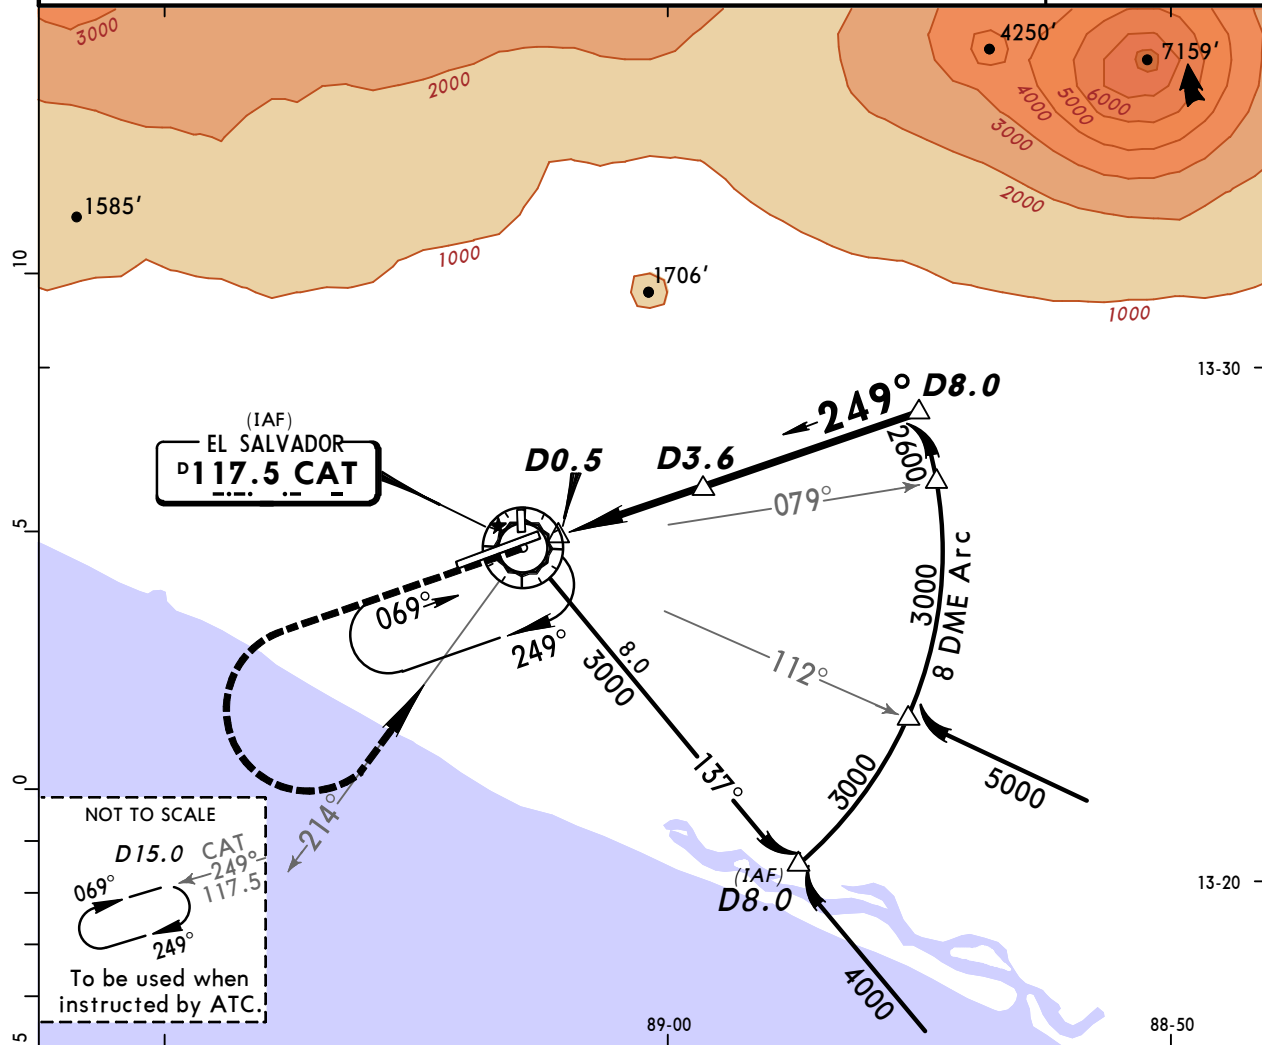 3000
2000
4250′
7159′
4000
5000
6000
3000
2000
1585′
1000
10
1706′
1000
13-30
(IAF)
EL SALVADOR
D117.5 CAT
D0.5
D3.6
249°
D8.0
2600
079°
5
069°
249°
8.0
3000
137°
112°
3000
8 DME Arc
3000
5000
0
214°
NOT TO SCALE
D15.0
CAT
249°
117.5
069°
249°
To be used when
instructed by ATC.
(IAF)
D8.0
4000
13-20
5
89-00
88-50